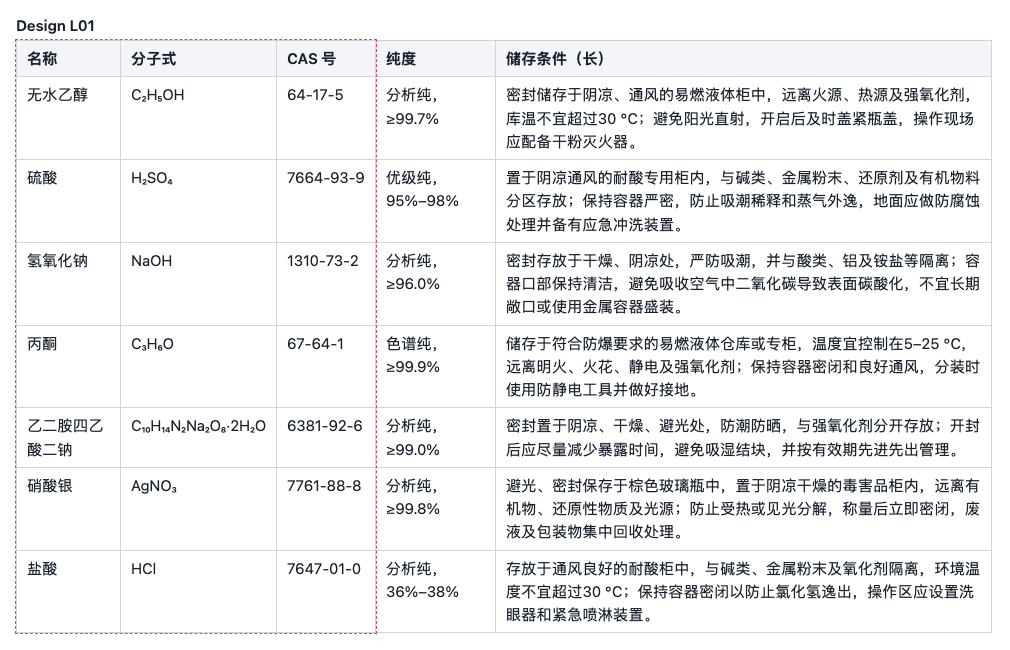 Design L01
名称 分子式 CAS 号 纯度 储存条件（长）
无水乙醇 C₂H₅OH 64-17-5 分析纯， 密封储存于阴凉、通风的易燃液体柜中，远离火源、热源及强氧化剂，
≥99.7% 库温不宜超过30 °C；避免阳光直射，开启后及时盖紧瓶盖，操作现场
应配备干粉灭火器。
硫酸 H₂SO₄ 7664-93-9 优级纯， 置于阴凉通风的耐酸专用柜内，与碱类、金属粉末、还原剂及有机物料
95%–98% 分区存放；保持容器严密，防止吸潮稀释和蒸气外逸，地面应做防腐蚀
处理并备有应急冲洗装置。
氢氧化钠 NaOH 1310-73-2 分析纯， 密封存放于干燥、阴凉处，严防吸潮，并与酸类、铝及铵盐等隔离；容
≥96.0% 器口部保持清洁，避免吸收空气中二氧化碳导致表面碳酸化，不宜长期
敞口或使用金属容器盛装。
丙酮 C₃H₆O 67-64-1 色谱纯， 储存于符合防爆要求的易燃液体仓库或专柜，温度宜控制在5–25 °C，
≥99.9% 远离明火、火花、静电及强氧化剂；保持容器密闭和良好通风，分装时
使用防静电工具并做好接地。
乙二胺四乙 C₁₀H₁₄N₂Na₂O₈·2H₂O 6381-92-6 分析纯， 密封置于阴凉、干燥、避光处，防潮防晒，与强氧化剂分开存放；开封
酸二钠 ≥99.0% 后应尽量减少暴露时间，避免吸湿结块，并按有效期先进先出管理。
硝酸银 AgNO₃ 7761-88-8 分析纯， 避光、密封保存于棕色玻璃瓶中，置于阴凉干燥的毒害品柜内，远离有
≥99.8% 机物、还原性物质及光源；防止受热或见光分解，称量后立即密闭，废
液及包装物集中回收处理。
盐酸 HCl 7647-01-0 分析纯， 存放于通风良好的耐酸柜中，与碱类、金属粉末及氧化剂隔离，环境温
36%–38% 度不宜超过30 °C；保持容器密闭以防止氯化氢逸出，操作区应设置洗
眼器和紧急喷淋装置。